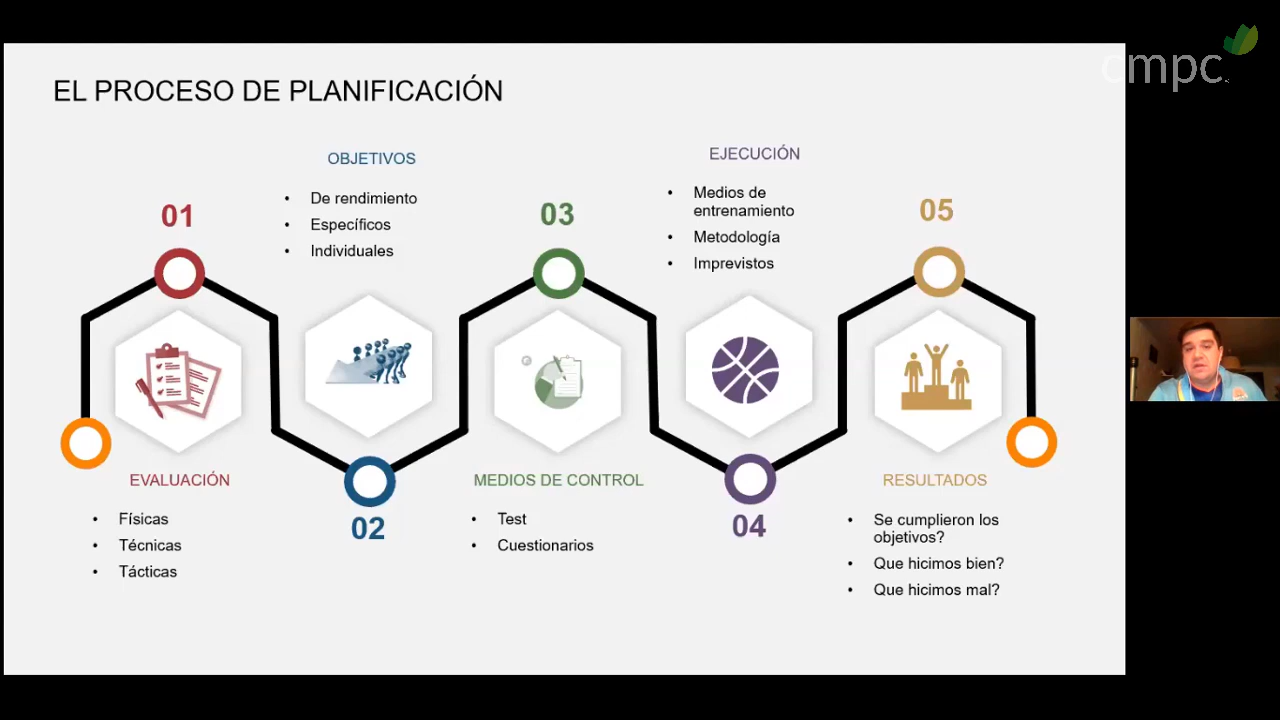 cmpc
EL PROCESO DE PLANIFICACIÓN
01
EVALUACIÓN
• Físicas
• Técnicas
• Tácticas
OBJETIVOS
• De rendimiento
• Específicos
• Individuales
02
03
MEDIOS DE CONTROL
• Test
• Cuestionarios
EJECUCIÓN
• Medios de
entrenamiento
• Metodología
• Imprevistos
04
05
RESULTADOS
• Se cumplieron los
objetivos?
• Que hicimos bien?
• Que hicimos mal?